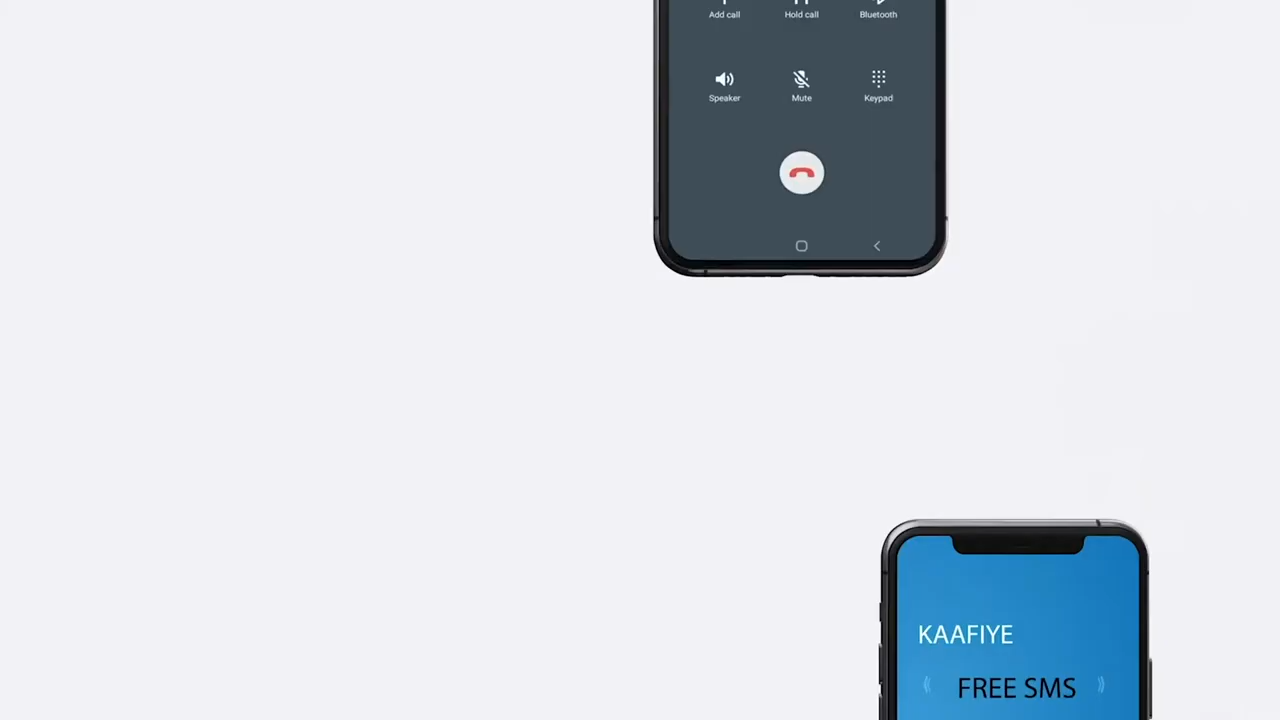 Add call Hold call Bluetooth
Speaker Mute Keypad
KAAFIYE
FREE SMS